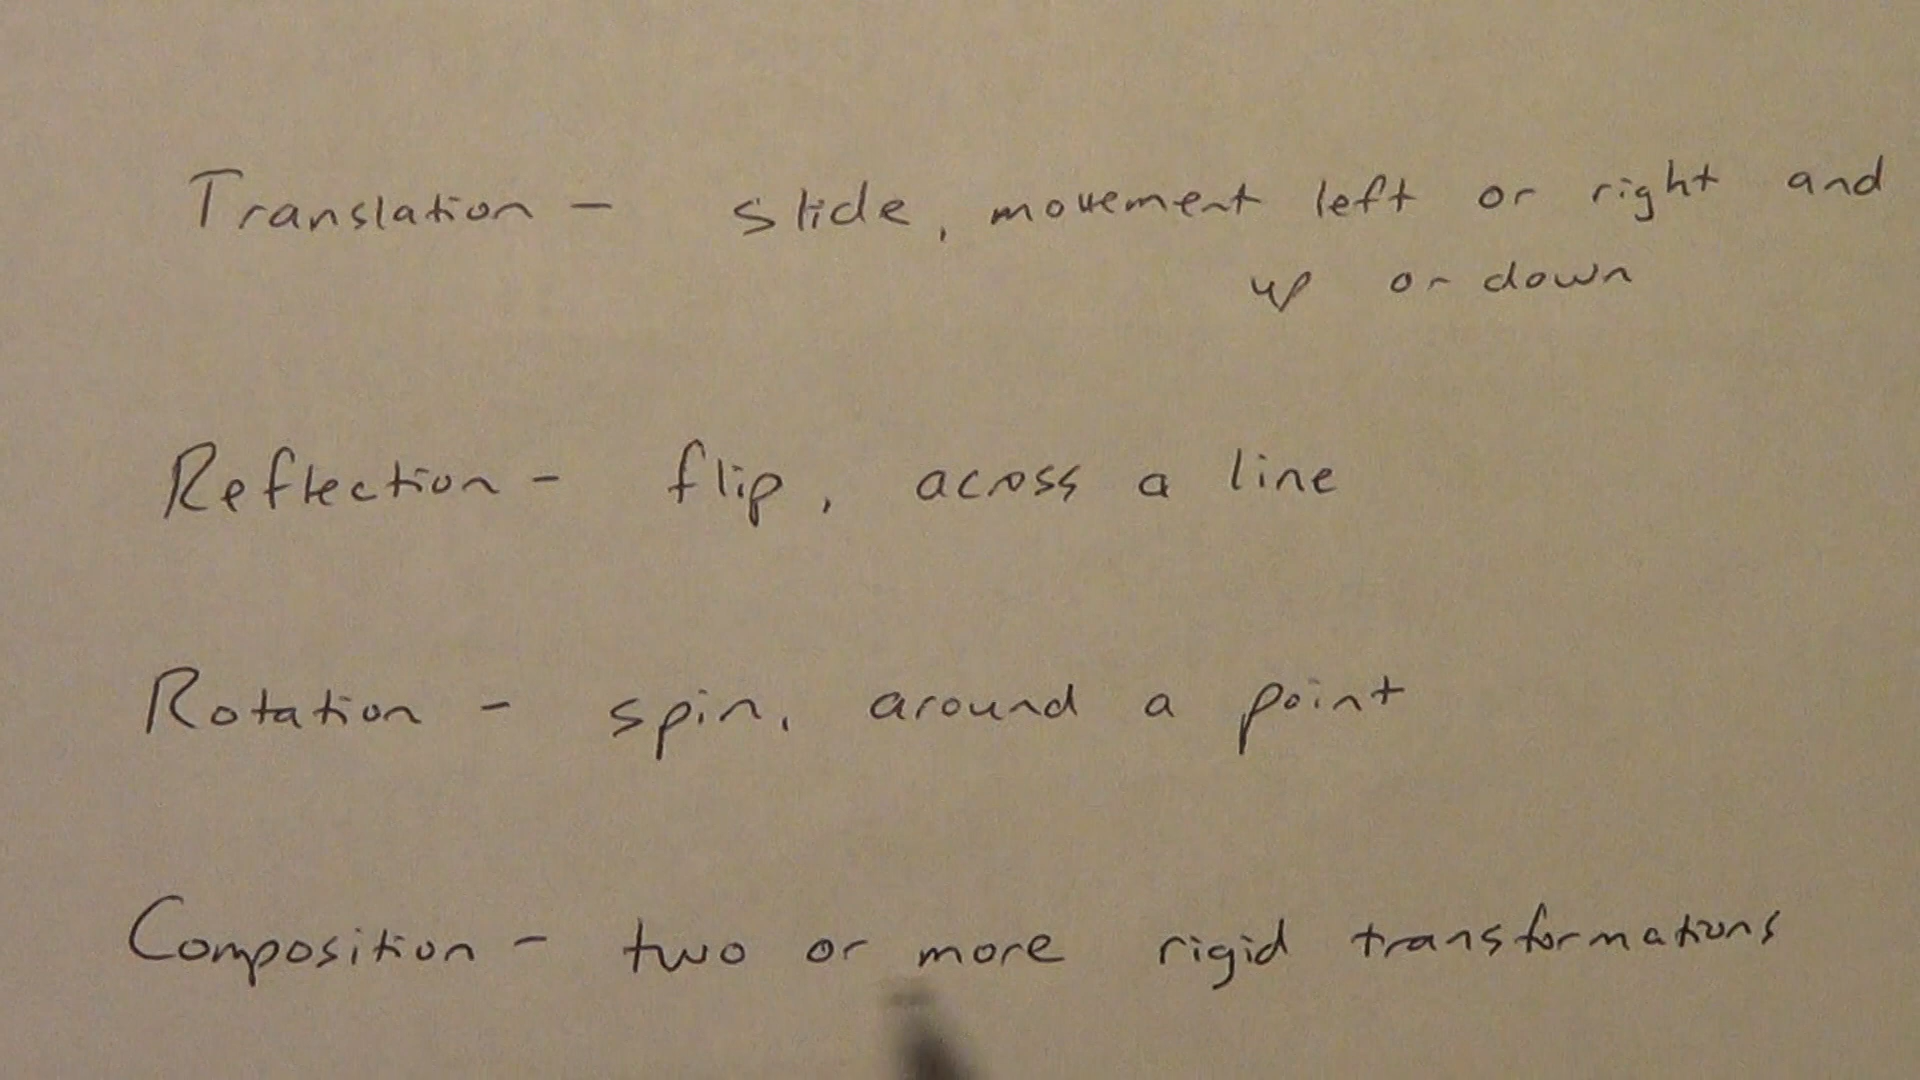 Translation - slide, movement left or right and
up or down
Reflection - flip, across a line
Rotation - spin, around a point
Composition - two or more rigid transformations